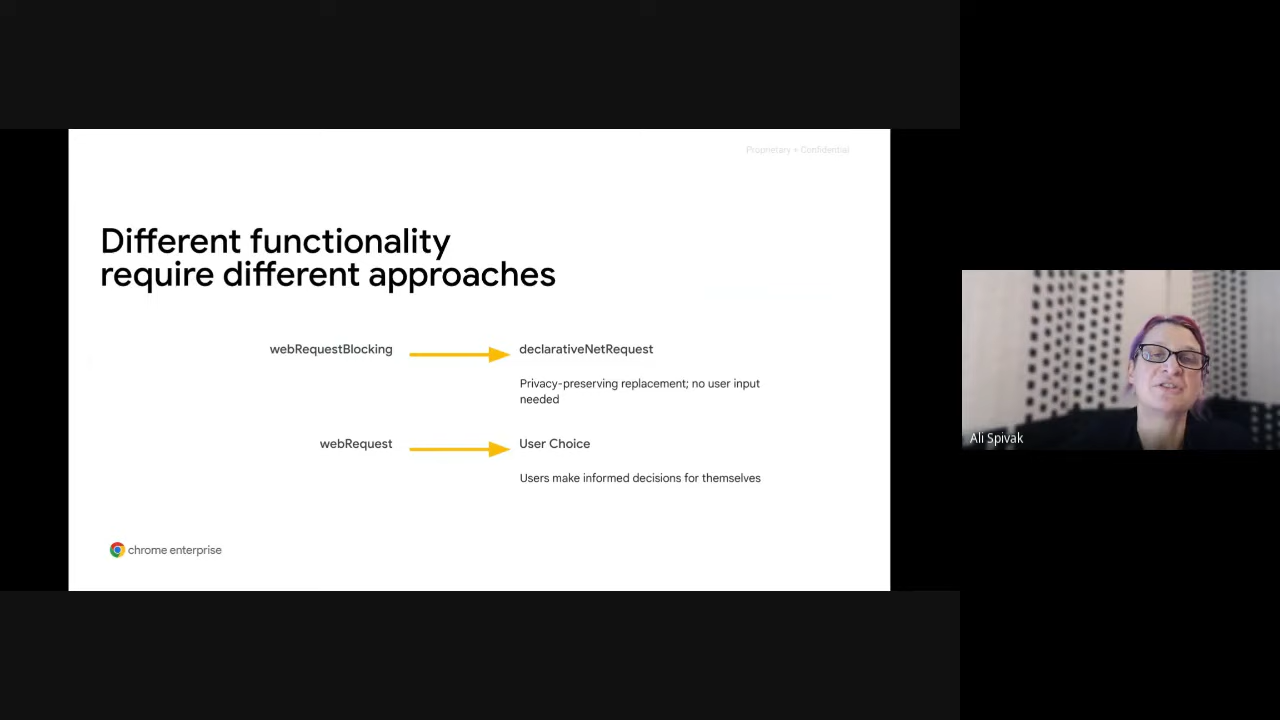 Proprietary + Confidential
Different functionality
require different approaches
webRequestBlocking
declarativeNetRequest
Privacy-preserving replacement; no user input
needed
webRequest
User Choice
Users make informed decisions for themselves
chrome enterprise
Ali Spivak